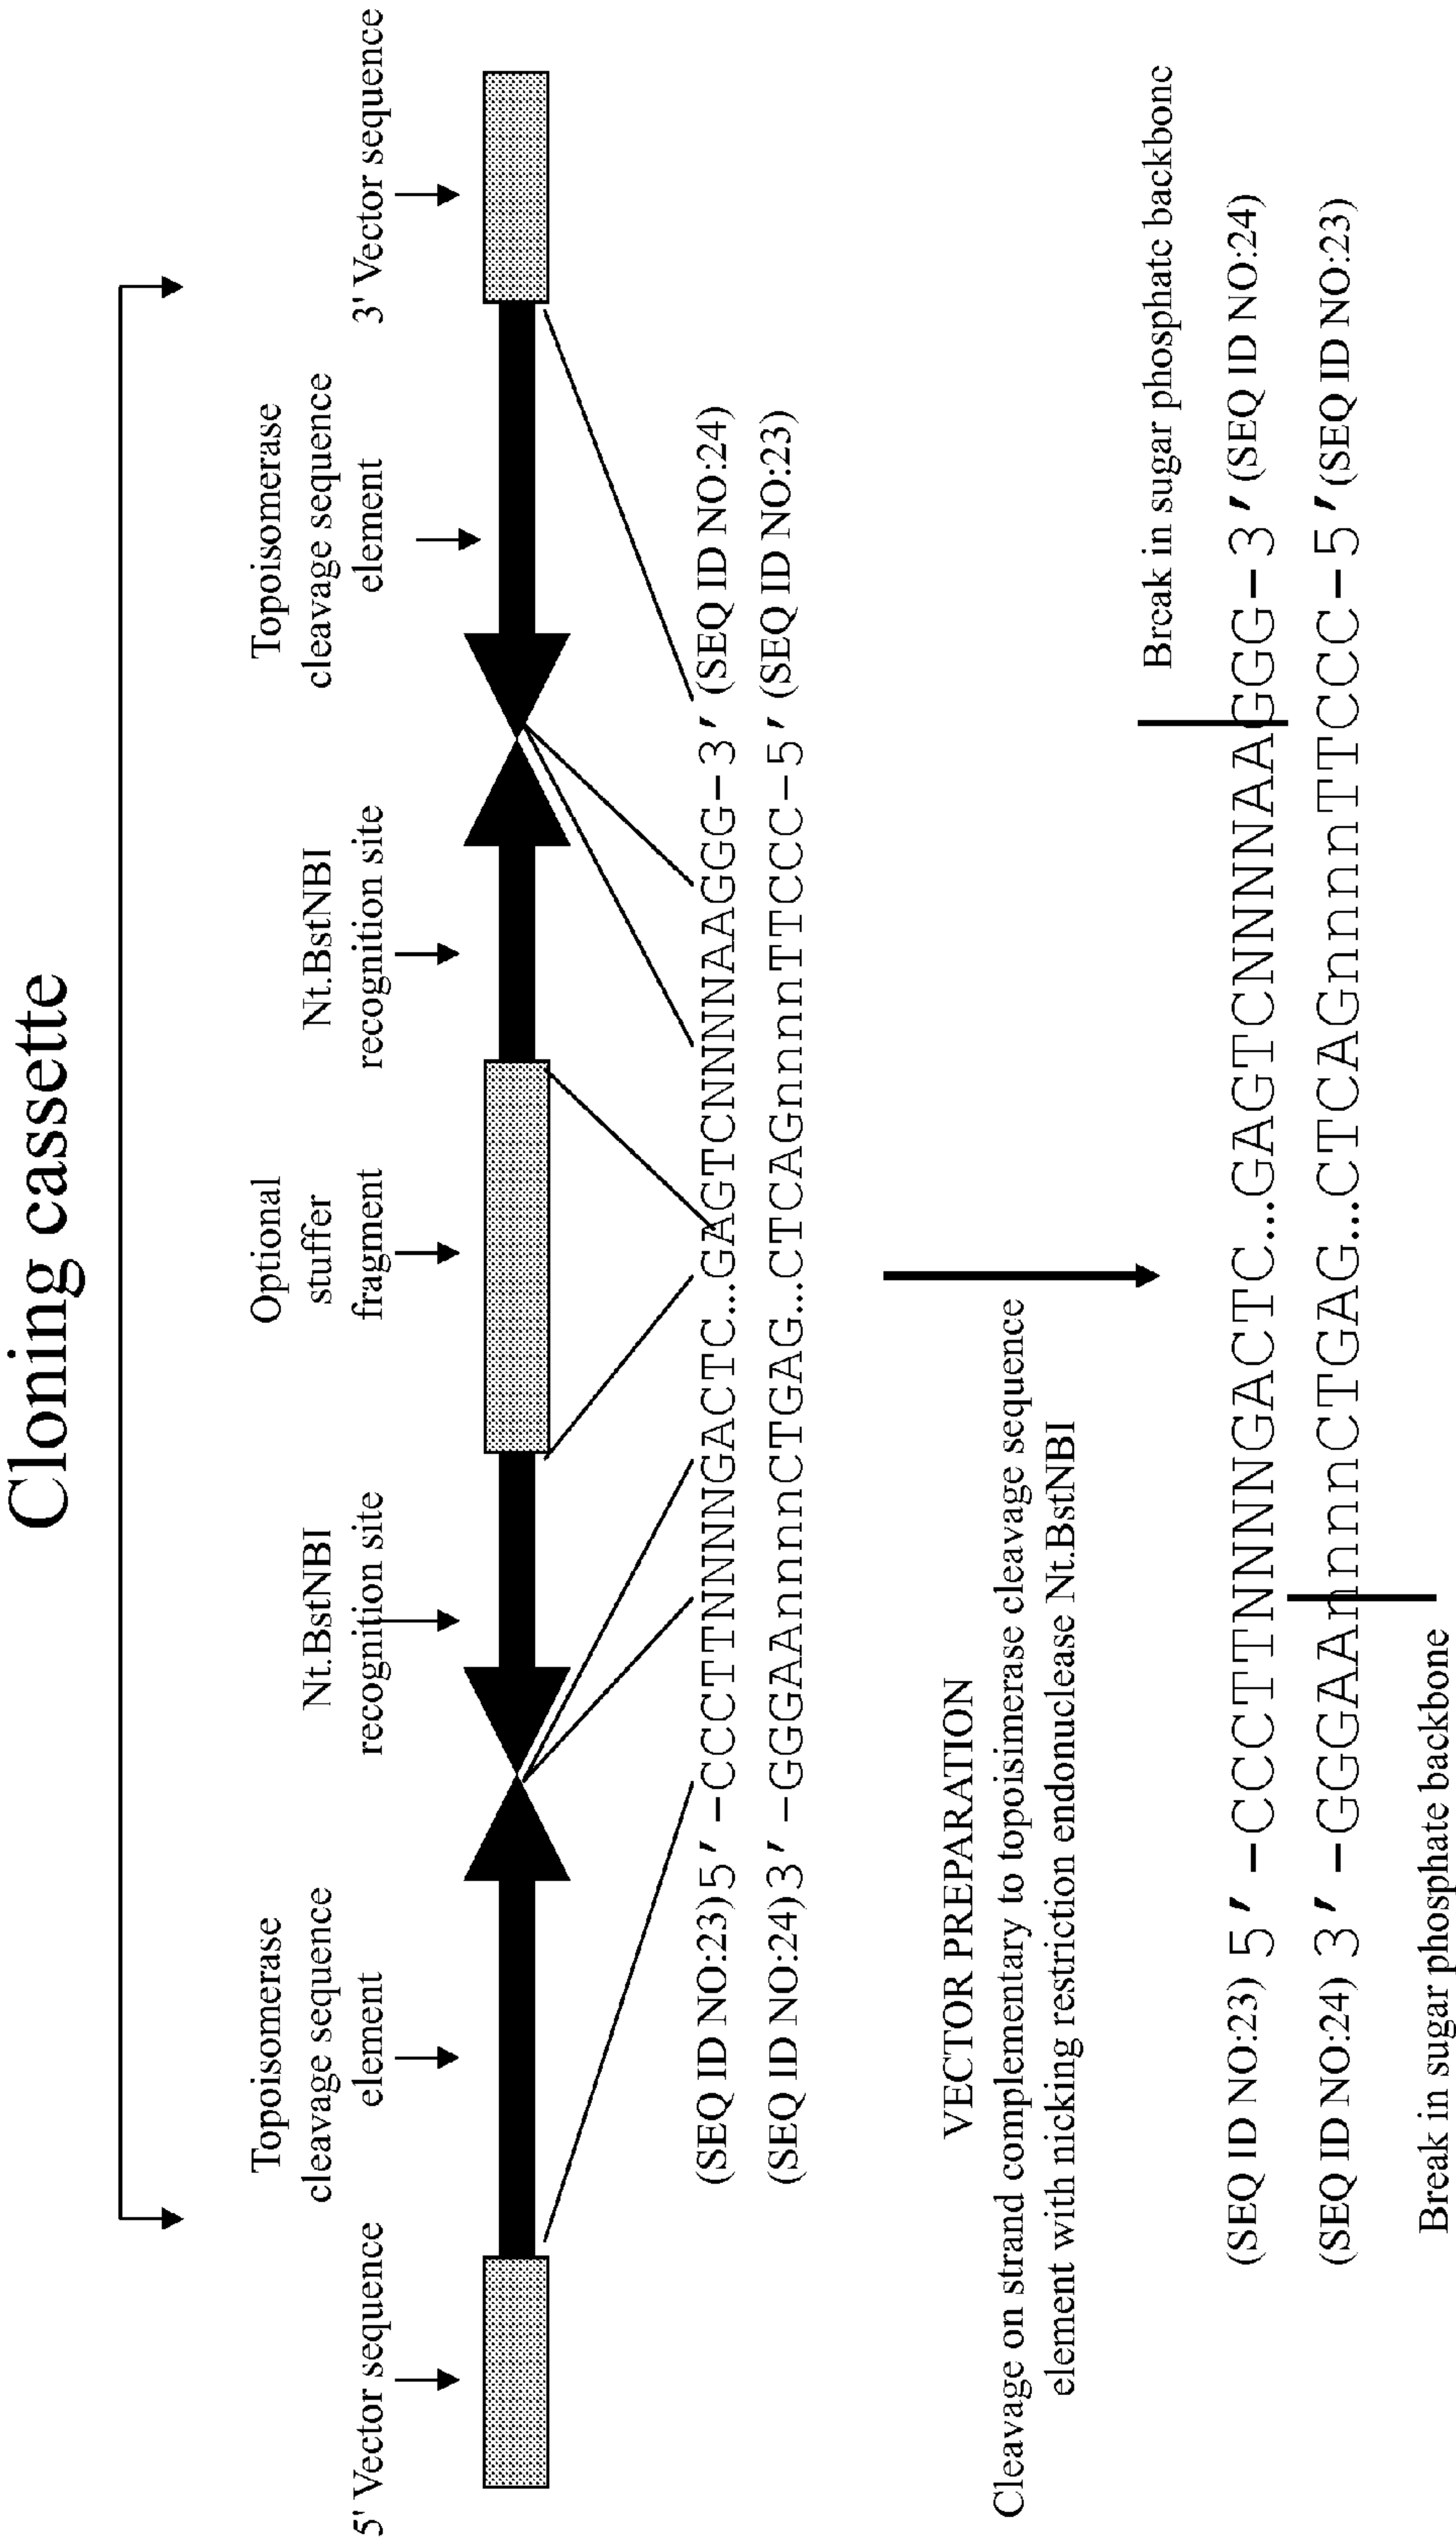 Cloning cassette
5' Vector sequence
Topoisomerase
cleavage sequence
element
Nt.BstNBI
recognition site
Optional
stuffer
fragment
Nt.BstNBI
recognition site
Topoisomerase
cleavage sequence
element
3' Vector sequence
(SEQ ID NO:23) 5′ -CCCTTNNNNGACTC...GAGTCNNNNAAGGG-3′ (SEQ ID NO:24)
(SEQ ID NO:24) 3′ -GGGAAnnnnCTGAG...CTCAGnnnnTTCCC-5′ (SEQ ID NO:23)
VECTOR PREPARATION
Cleavage on strand complementary to topoisimerase cleavage sequence
element with nicking restriction endonuclease Nt.BstNBI
Break in sugar phosphate backbone
(SEQ ID NO:23) 5′ -CCCTTNNNNGACTC...GAGTCNNNNAAGGG-3′ (SEQ ID NO:24)
(SEQ ID NO:24) 3′ -GGGAAnnnnCTGAG...CTCAGnnnnTTCCC-5′ (SEQ ID NO:23)
Break in sugar phosphate backbone